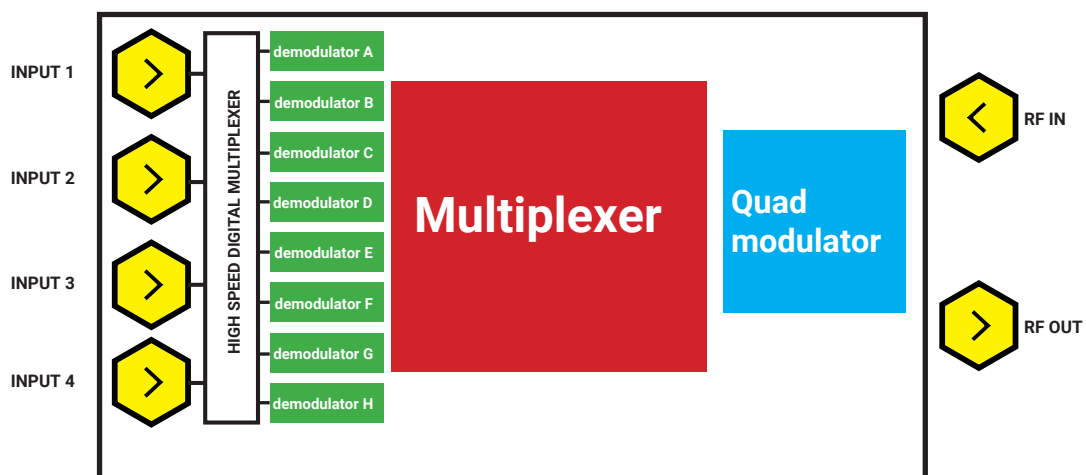 INPUT 1
INPUT 2
INPUT 3
INPUT 4
HIGH SPEED DIGITAL MULTIPLEXER
demodulator A
demodulator B
demodulator C
demodulator D
demodulator E
demodulator F
demodulator G
demodulator H
Multiplexer
Quad
modulator
RF IN
RF OUT